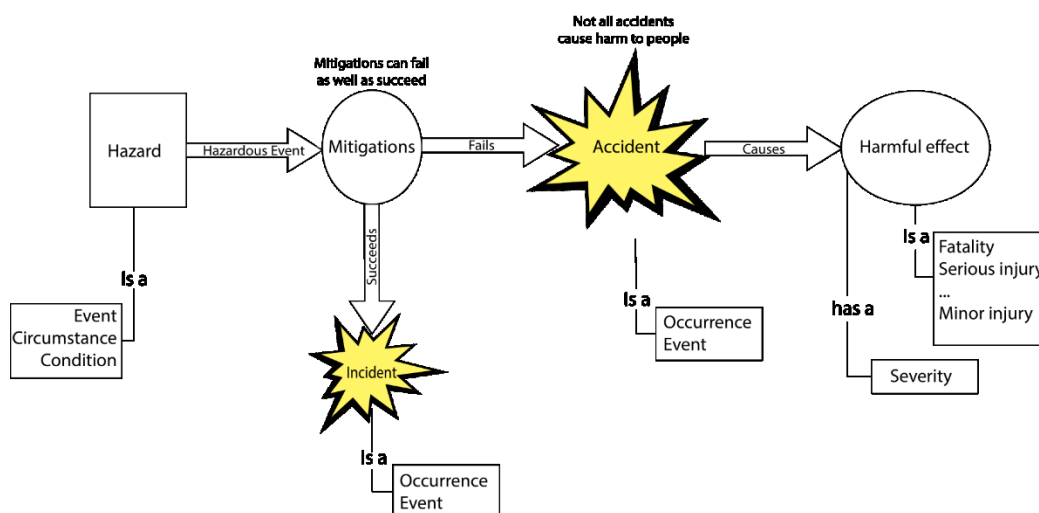 Not all accidents
cause harm to people
Mitigations can fail
as well as succeed
Hazard
Hazardous Event
Mitigations
Fails
Accident
Causes
Harmful effect
Succeeds
Is a
Event
Circumstance
Condition
Incident
Is a
Occurrence
Event
Is a
Occurrence
Event
Is a
Fatality
Serious injury
...
Minor injury
has a
Severity